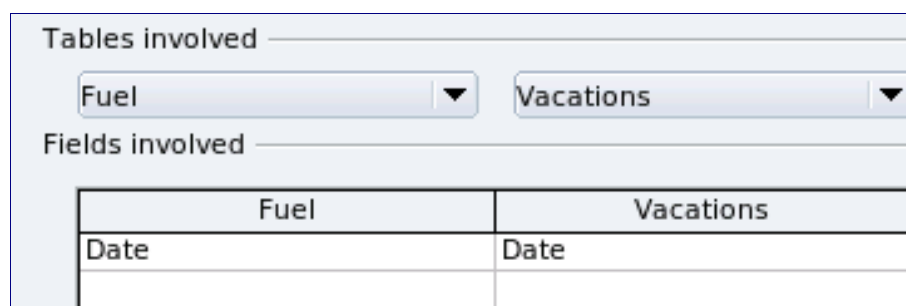 Tables involved
Fuel Vacations
Fields involved
Fuel Vacations
Date Date